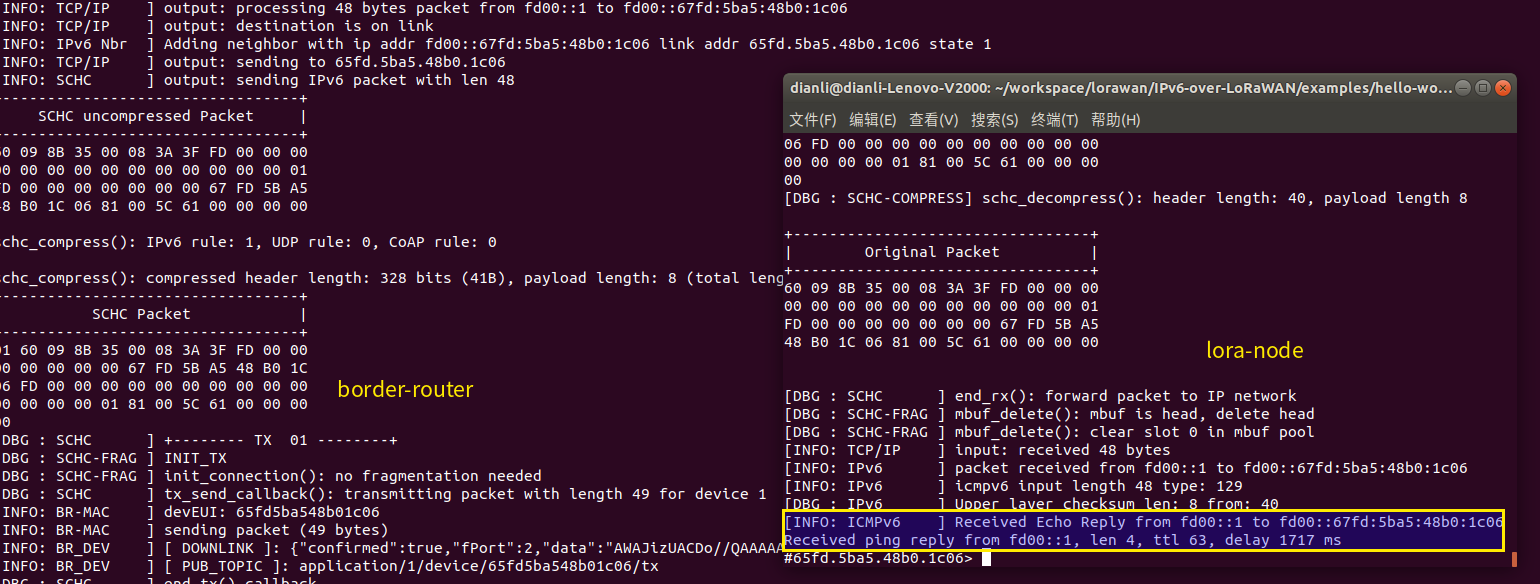 INFO: TCP/IP    ] output: processing 48 bytes packet from fd00::1 to fd00::67fd:5ba5:48b0:1c06
INFO: TCP/IP    ] output: destination is on link
INFO: IPv6 Nbr  ] Adding neighbor with ip addr fd00::67fd:5ba5:48b0:1c06 link addr 65fd.5ba5.48b0.1c06 state 1
INFO: TCP/IP    ] output: sending to 65fd.5ba5.48b0.1c06
INFO: SCHC      ] output: sending IPv6 packet with len 48
---------------------------------+
SCHC uncompressed Packet     |
---------------------------------+
60 09 8B 35 00 08 3A 3F FD 00 00 00
00 00 00 00 00 00 00 00 00 00 00 01
FD 00 00 00 00 00 00 00 67 FD 5B A5
48 B0 1C 06 81 00 5C 61 00 00 00 00
schc_compress(): IPv6 rule: 1, UDP rule: 0, CoAP rule: 0
schc_compress(): compressed header length: 328 bits (41B), payload length: 8 (total leng
---------------------------------+
SCHC Packet            |
---------------------------------+
01 60 09 8B 35 00 08 3A 3F FD 00 00
00 00 00 00 00 67 FD 5B A5 48 B0 1C
06 FD 00 00 00 00 00 00 00 00 00 00
00 00 00 00 01 81 00 5C 61 00 00 00
00
DBG : SCHC      ] +-------- TX  01 --------+
DBG : SCHC-FRAG ] INIT_TX
DBG : SCHC-FRAG ] init_connection(): no fragmentation needed
DBG : SCHC      ] tx_send_callback(): transmitting packet with length 49 for device 1
INFO: BR-MAC    ] devEUI: 65fd5ba548b01c06
INFO: BR-MAC    ] sending packet (49 bytes)
INFO: BR_DEV    ] [ DOWNLINK ]: {"confirmed":true,"fPort":2,"data":"AWAJizUACDo//QAAAAA
INFO: BR_DEV    ] [ PUB_TOPIC ]: application/1/device/65fd5ba548b01c06/tx
DBG : SCHC      ] end_tx() callback
border-router
dianli@dianli-Lenovo-V2000: ~/workspace/lorawan/IPv6-over-LoRaWAN/examples/hello-wo...
文件(F) 编辑(E) 查看(V) 搜索(S) 终端(T) 帮助(H)
06 FD 00 00 00 00 00 00 00 00 00 00
00 00 00 00 01 81 00 5C 61 00 00 00
00
[DBG : SCHC-COMPRESS] schc_decompress(): header length: 40, payload length 8
+---------------------------------+
|        Original Packet          |
+---------------------------------+
60 09 8B 35 00 08 3A 3F FD 00 00 00
00 00 00 00 00 00 00 00 00 00 00 01
FD 00 00 00 00 00 00 00 67 FD 5B A5
48 B0 1C 06 81 00 5C 61 00 00 00 00
lora-node
[DBG : SCHC      ] end_rx(): forward packet to IP network
[DBG : SCHC-FRAG ] mbuf_delete(): mbuf is head, delete head
[DBG : SCHC-FRAG ] mbuf_delete(): clear slot 0 in mbuf pool
[INFO: TCP/IP    ] input: received 48 bytes
[INFO: IPv6      ] packet received from fd00::1 to fd00::67fd:5ba5:48b0:1c06
[INFO: IPv6      ] icmpv6 input length 48 type: 129
[DBG : IPv6      ] Upper layer checksum len: 8 from: 40
[INFO: ICMPv6    ] Received Echo Reply from fd00::1 to fd00::67fd:5ba5:48b0:1c06
Received ping reply from fd00::1, len 4, ttl 63, delay 1717 ms
#65fd.5ba5.48b0.1c06>